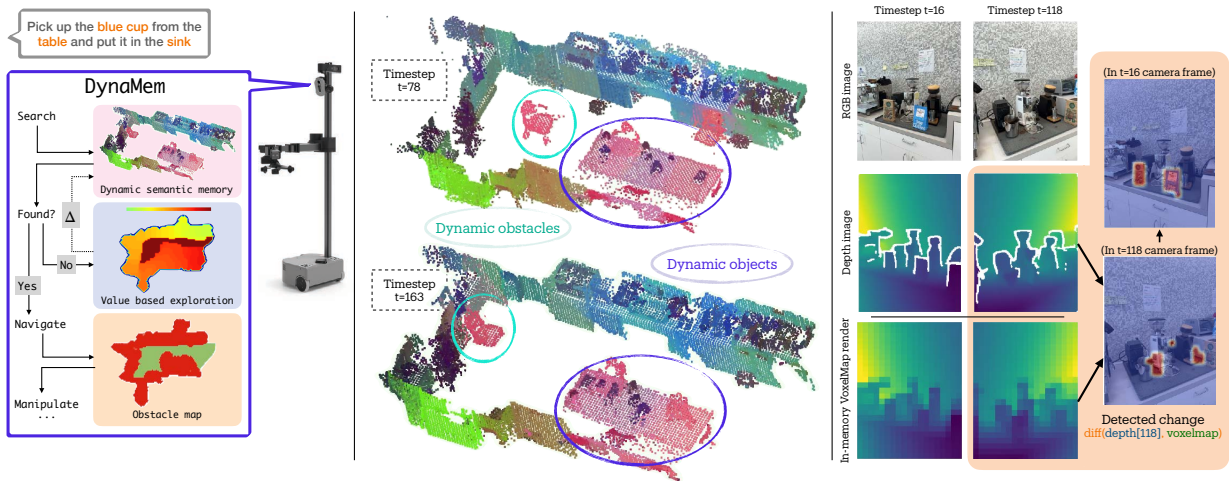 Pick up the blue cup from the
table and put it in the sink
DynaMem
Search
Dynamic semantic memory
Found?
Δ
No
Value based exploration
Yes
Navigate
Manipulate
...
Obstacle map
Timestep
t=78
Dynamic obstacles
Dynamic objects
Timestep
t=163
Timestep t=16
Timestep t=118
RGB image
Depth image
In-memory VoxelMap render
(In t=16 camera frame)
(In t=118 camera frame)
Detected change
diff(depth[118], voxelmap)